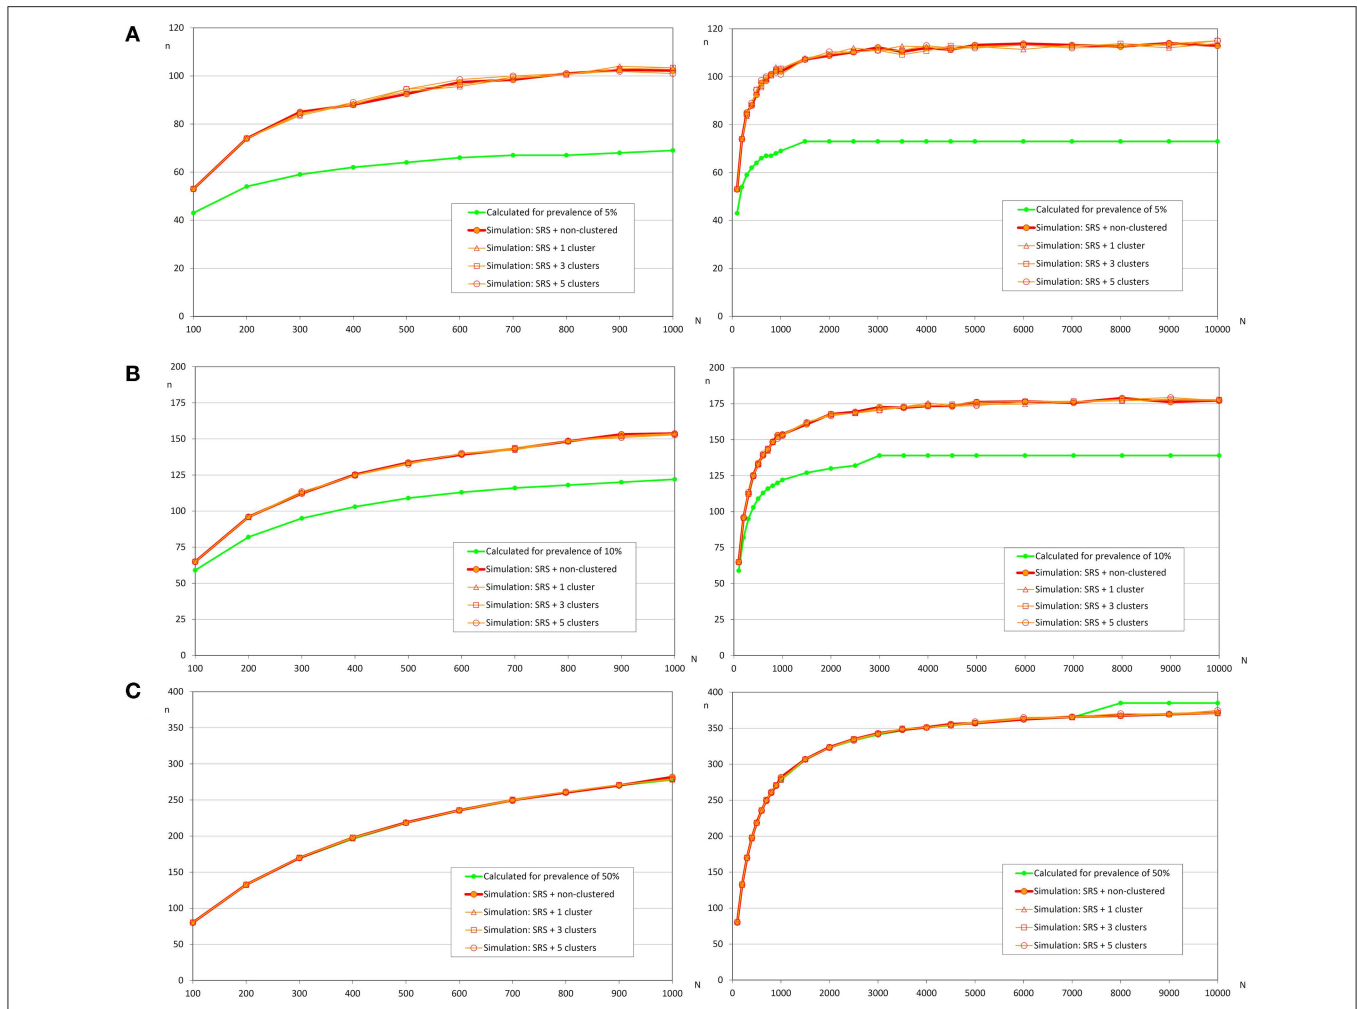 A
n
120
100
80
60
40
20
0
100 200 300 400 500 600 700 800 900 1000
N
Calculated for prevalence of 5%
Simulation: SRS + non-clustered
Simulation: SRS + 1 cluster
Simulation: SRS + 3 clusters
Simulation: SRS + 5 clusters
n
120
100
80
60
40
20
0
0 1000 2000 3000 4000 5000 6000 7000 8000 9000 10000
N
Calculated for prevalence of 5%
Simulation: SRS + non-clustered
Simulation: SRS + 1 cluster
Simulation: SRS + 3 clusters
Simulation: SRS + 5 clusters
B
n
200
175
150
125
100
75
50
25
0
100 200 300 400 500 600 700 800 900 1000
N
Calculated for prevalence of 10%
Simulation: SRS + non-clustered
Simulation: SRS + 1 cluster
Simulation: SRS + 3 clusters
Simulation: SRS + 5 clusters
n
200
175
150
125
100
75
50
25
0
0 1000 2000 3000 4000 5000 6000 7000 8000 9000 10000
N
Calculated for prevalence of 10%
Simulation: SRS + non-clustered
Simulation: SRS + 1 cluster
Simulation: SRS + 3 clusters
Simulation: SRS + 5 clusters
C
n
400
350
300
250
200
150
100
50
0
100 200 300 400 500 600 700 800 900 1000
N
Calculated for prevalence of 50%
Simulation: SRS + non-clustered
Simulation: SRS + 1 cluster
Simulation: SRS + 3 clusters
Simulation: SRS + 5 clusters
n
400
350
300
250
200
150
100
50
0
0 1000 2000 3000 4000 5000 6000 7000 8000 9000 10000
N
Calculated for prevalence of 50%
Simulation: SRS + non-clustered
Simulation: SRS + 1 cluster
Simulation: SRS + 3 clusters
Simulation: SRS + 5 clusters